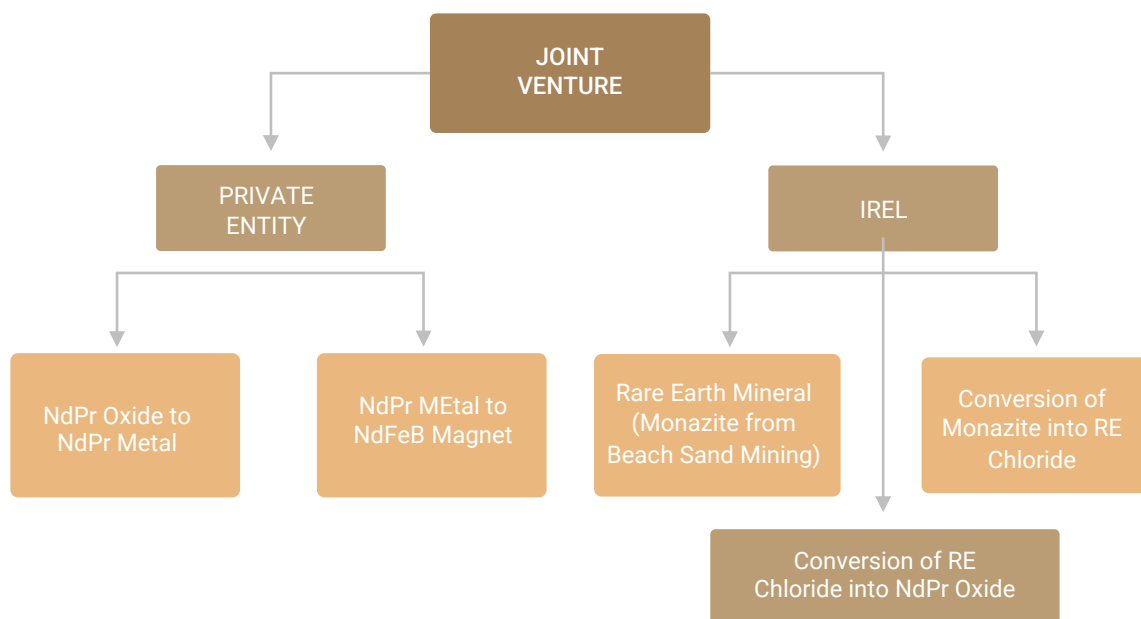 JOINT
VENTURE
PRIVATE
ENTITY
IREL
NdPr Oxide to
NdPr Metal
NdPr MEtal to
NdFeB Magnet
Rare Earth Mineral
(Monazite from
Beach Sand Mining)
Conversion of
Monazite into RE
Chloride
Conversion of RE
Chloride into NdPr Oxide